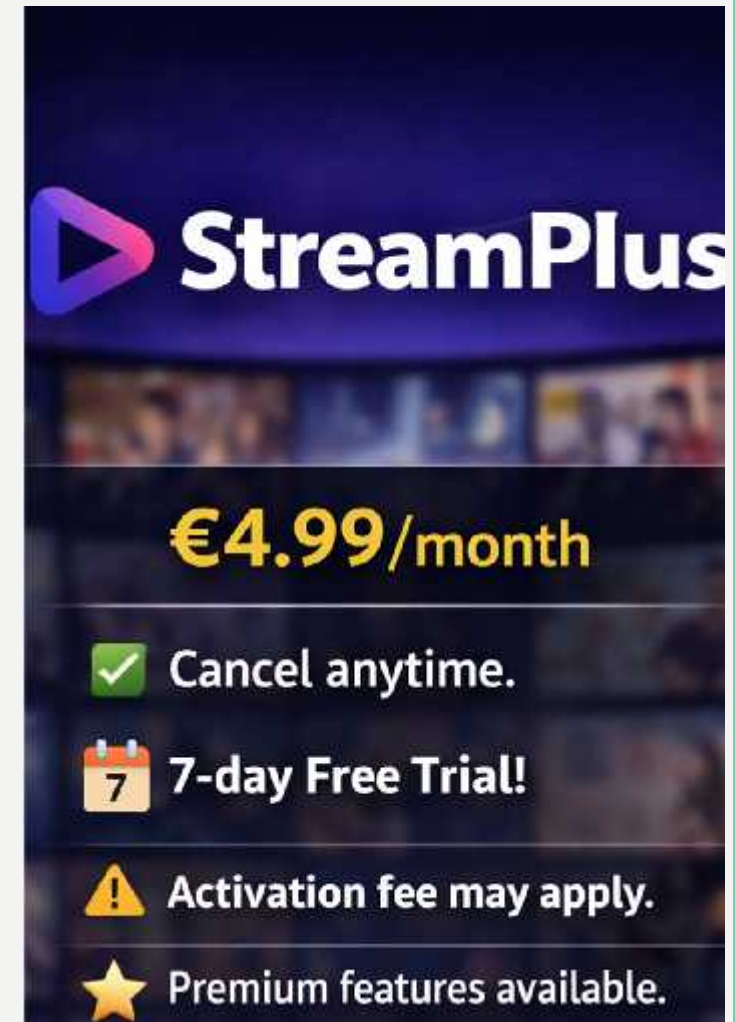 StreamPlus
€4.99/month
Cancel anytime.
7
7-day Free Trial!
Activation fee may apply.
Premium features available.